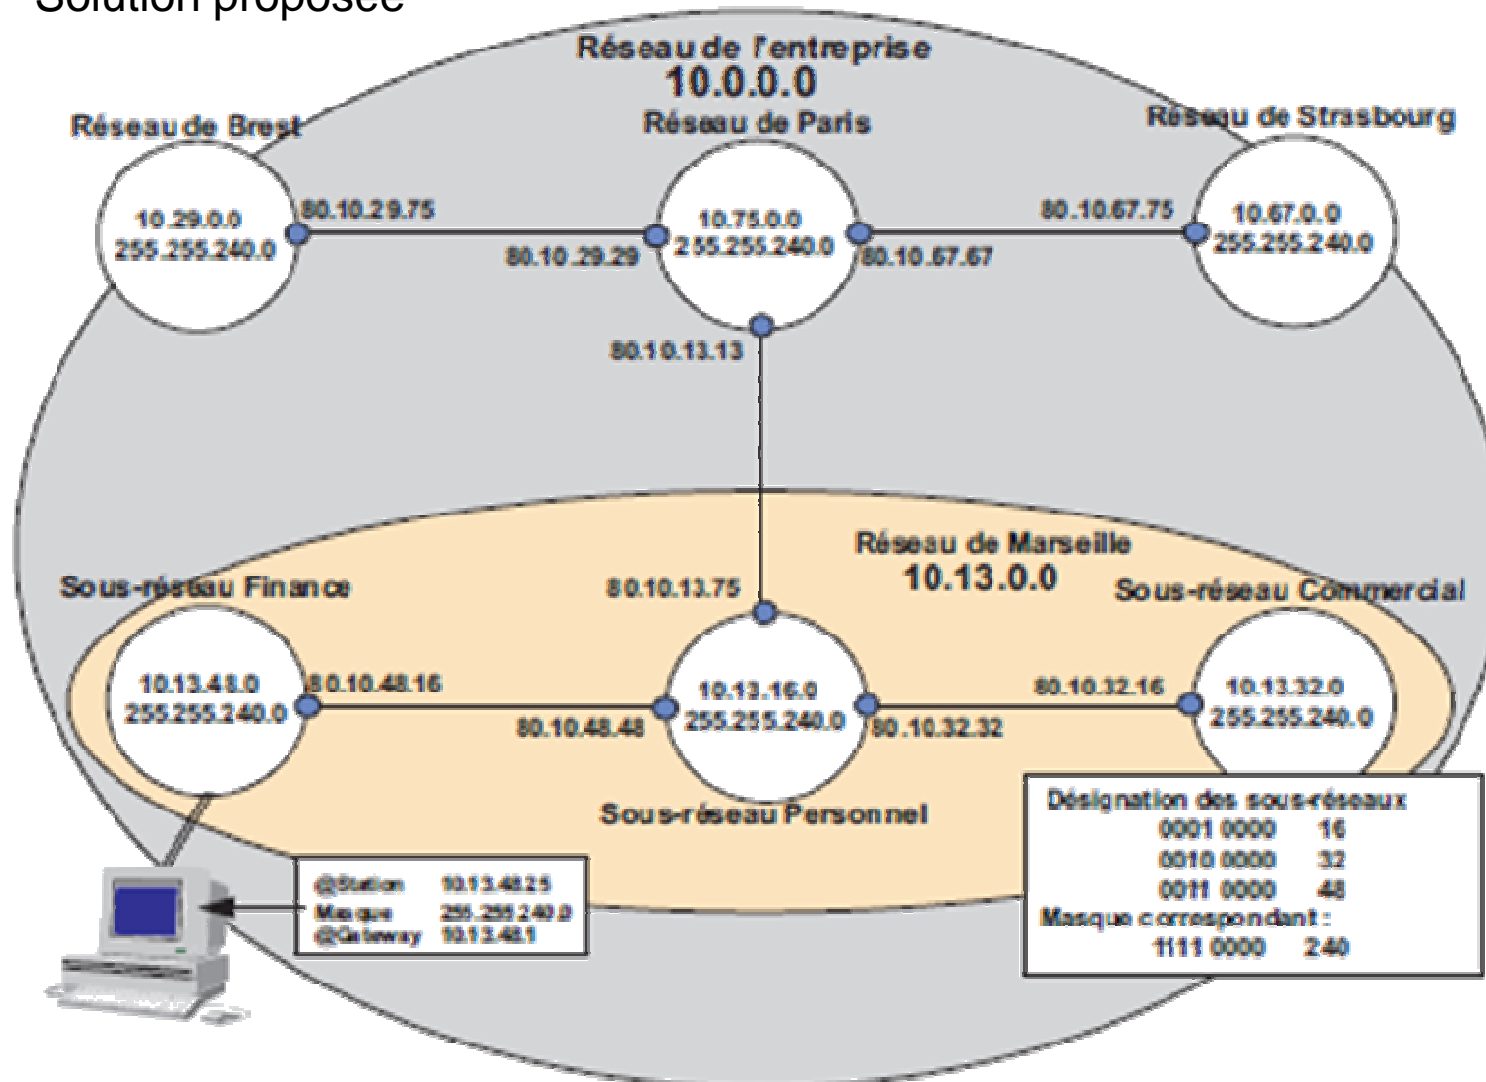 Solution proposée
Réseau de l'entreprise
10.0.0.0
Réseau de Brest
Réseau de Paris
Réseau de Strasbourg
10.29.0.0
255.255.240.0
80.10.29.75
80.10.29.29
10.75.0.0
255.255.240.0
80.10.67.75
80.10.67.67
10.67.0.0
255.255.240.0
80.10.13.13
Réseau de Marseille
10.13.0.0
80.10.13.75
Sous-réseau Finance
Sous-réseau Commercial
10.13.48.0
255.255.240.0
80.10.48.16
80.10.48.48
10.13.16.0
255.255.240.0
80.10.32.16
80.10.32.32
10.13.32.0
255.255.240.0
Sous-réseau Personnel
@Station 10.13.48.25
Masque 255.255.240.0
@Gateway 10.13.48.1
Désignation des sous-réseaux
0001 0000 16
0010 0000 32
0011 0000 48
Masque correspondant :
1111 0000 240